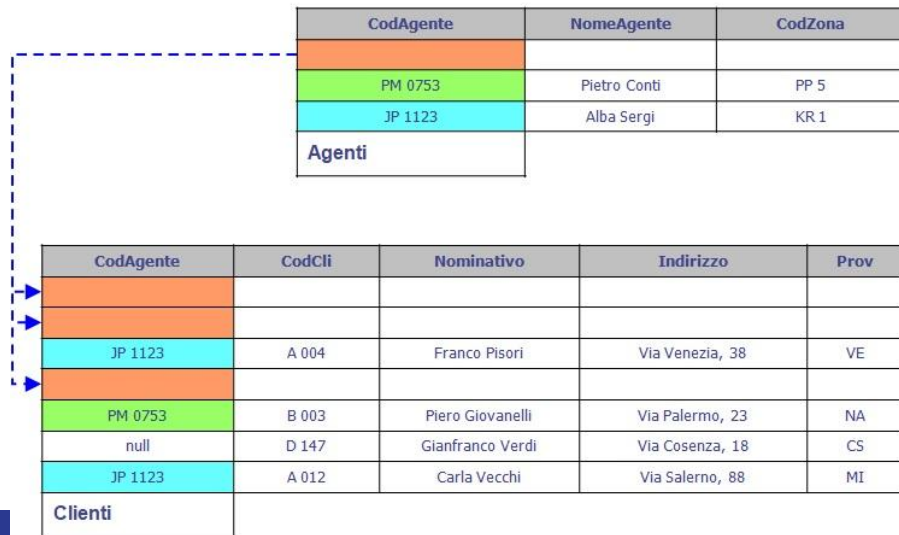 CodAgente NomeAgente CodZona
PM 0753 Pietro Conti PP 5
JP 1123 Alba Sergi KR 1
Agenti
CodAgente CodCli Nominativo Indirizzo Prov
JP 1123 A 004 Franco Pisori Via Venezia, 38 VE
PM 0753 B 003 Piero Giovanelli Via Palermo, 23 NA
null D 147 Gianfranco Verdi Via Cosenza, 18 CS
JP 1123 A 012 Carla Vecchi Via Salerno, 88 MI
Clienti